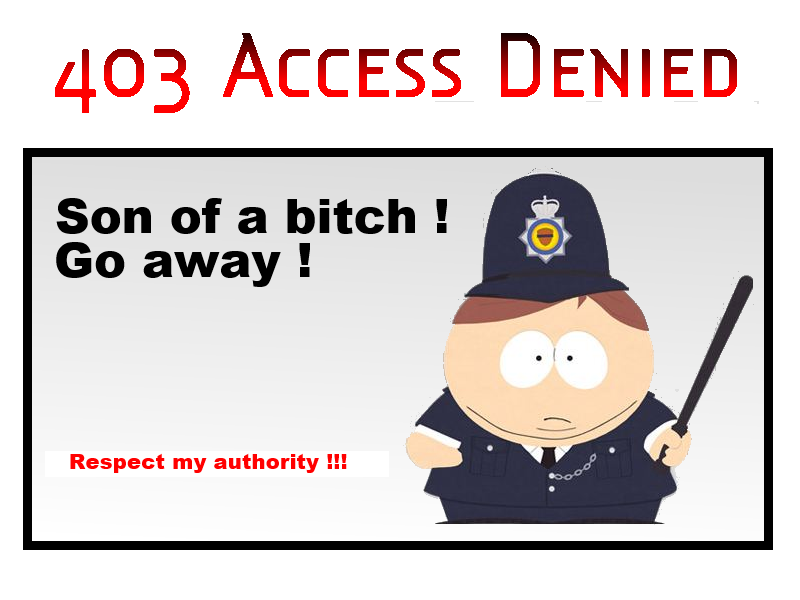 403 Access Denied
Son of a bitch !
Go away !
Respect my authority !!!